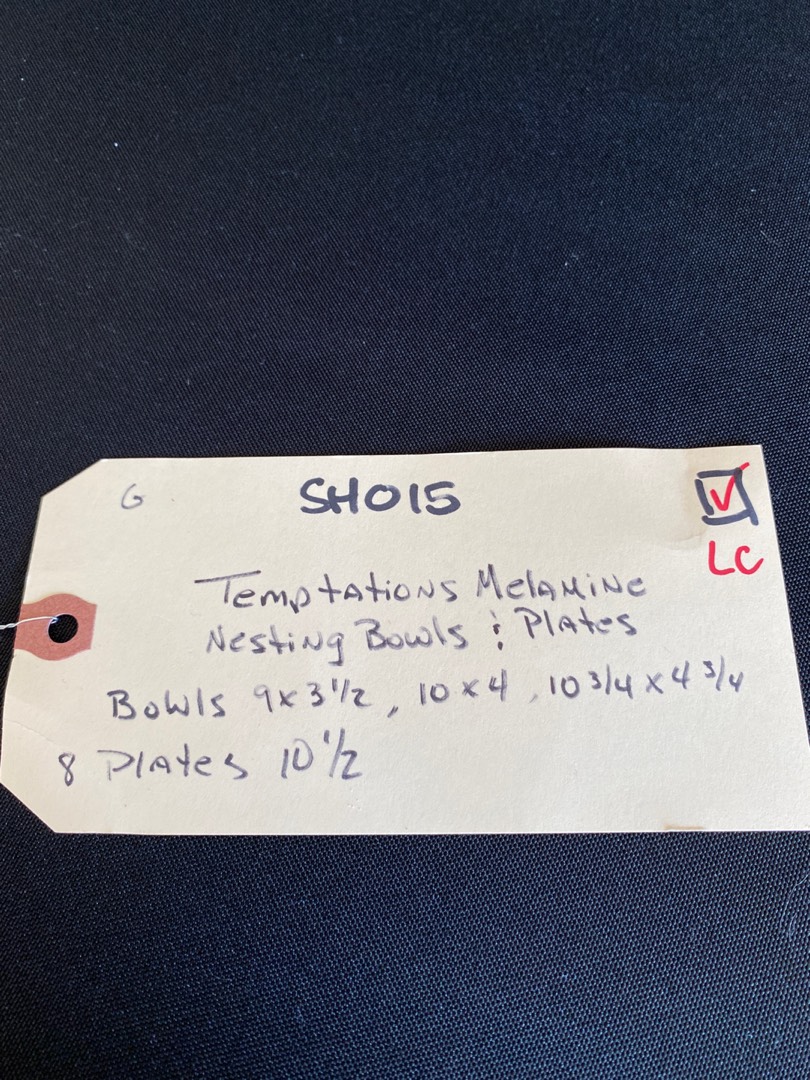 G SHO15
LC
Temptations Melamine
Nesting Bowls & Plates
Bowls 9x3 1/2, 10x4, 10 3/4 x 4 3/4
8 Plates 10 1/2